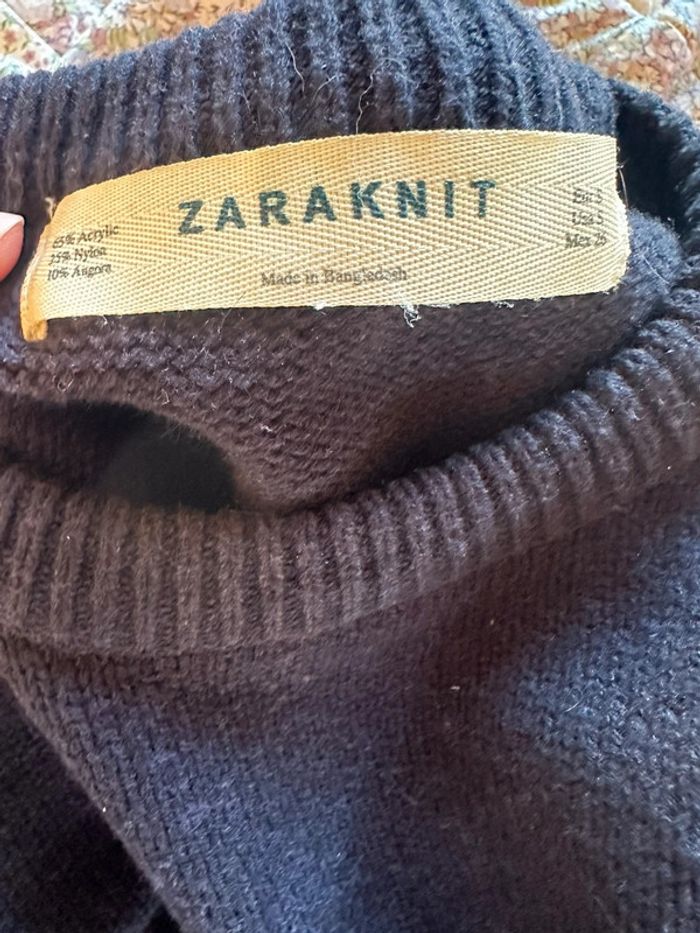 ZARAKNIT
65% Acrylic
25% Nylon
10% Angora
Eur S
Usa S
Mex 26
Made in Bangladesh